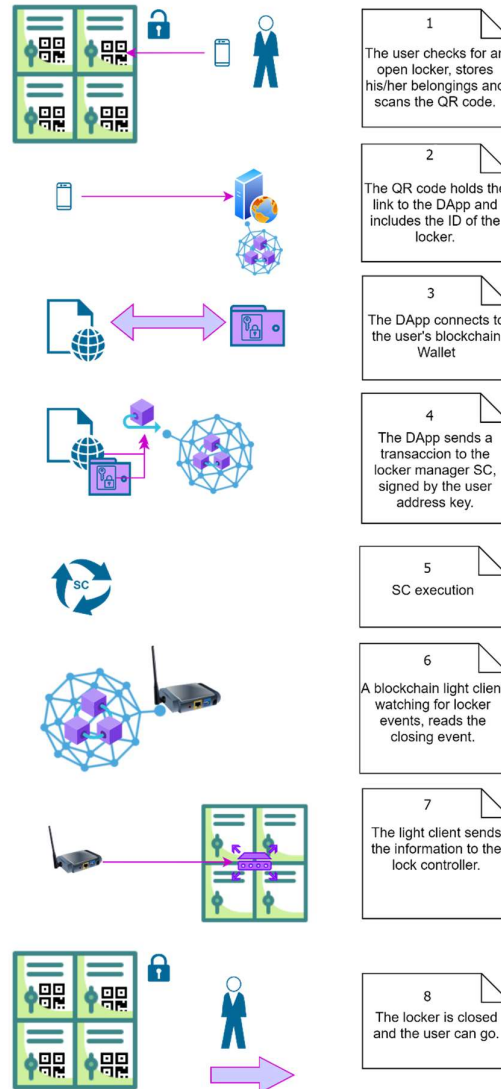 1
The user checks for an
open locker, stores
his/her belongings and
scans the QR code.
2
The QR code holds the
link to the DApp and
includes the ID of the
locker.
3
The DApp connects to
the user's blockchain
Wallet
4
The DApp sends a
transaccion to the
locker manager SC,
signed by the user
address key.
SC
5
SC execution
6
A blockchain light client
watching for locker
events, reads the
closing event.
7
The light client sends
the information to the
lock controller.
8
The locker is closed
and the user can go.